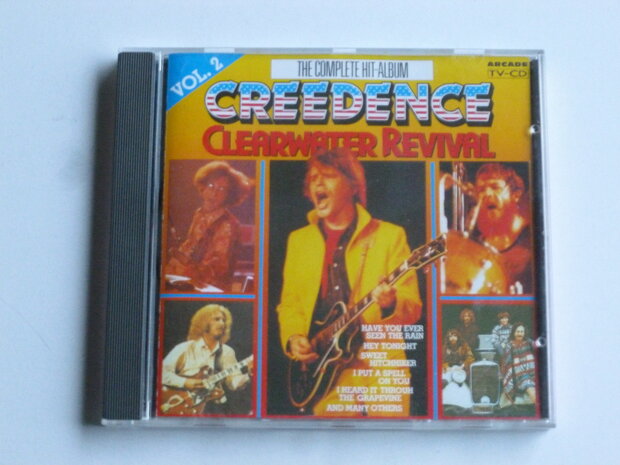 VOL. 2
THE COMPLETE HIT-ALBUM
ARCADE
TV-CD
CREEDENCE
CLEARWATER REVIVAL
HAVE YOU EVER
SEEN THE RAIN
HEY TONIGHT
SWEET
HITCHHIKER
I PUT A SPELL
ON YOU
I HEARD IT THROUH
THE GRAPEVINE
AND MANY OTHERS